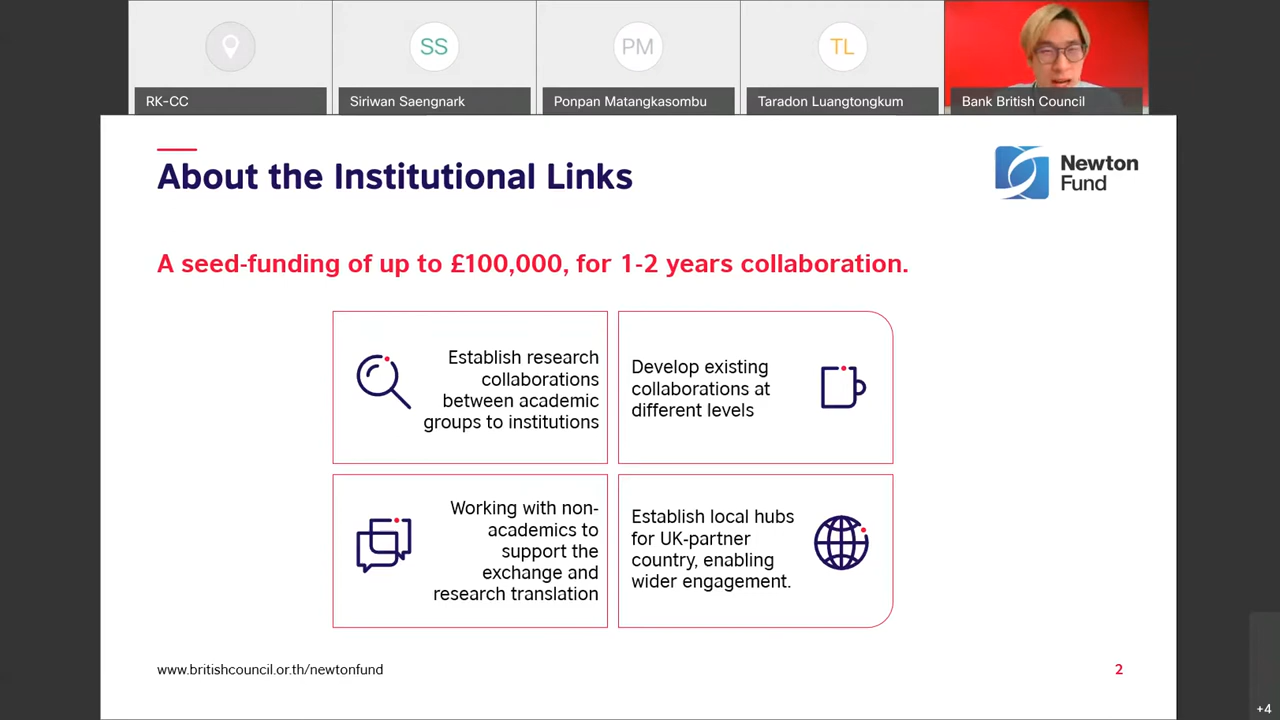 SS
PM
TL
RK-CC
Siriwan Saengnark
Ponpan Matangkasombu
Taradon Luangtongkum
Bank British Council
About the Institutional Links
Newton
Fund
A seed-funding of up to £100,000, for 1-2 years collaboration.
Establish research
collaborations
between academic
groups to institutions
Develop existing
collaborations at
different levels
Working with non-
academics to
support the
exchange and
research translation
Establish local hubs
for UK-partner
country, enabling
wider engagement.
www.britishcouncil.or.th/newtonfund
2
+4